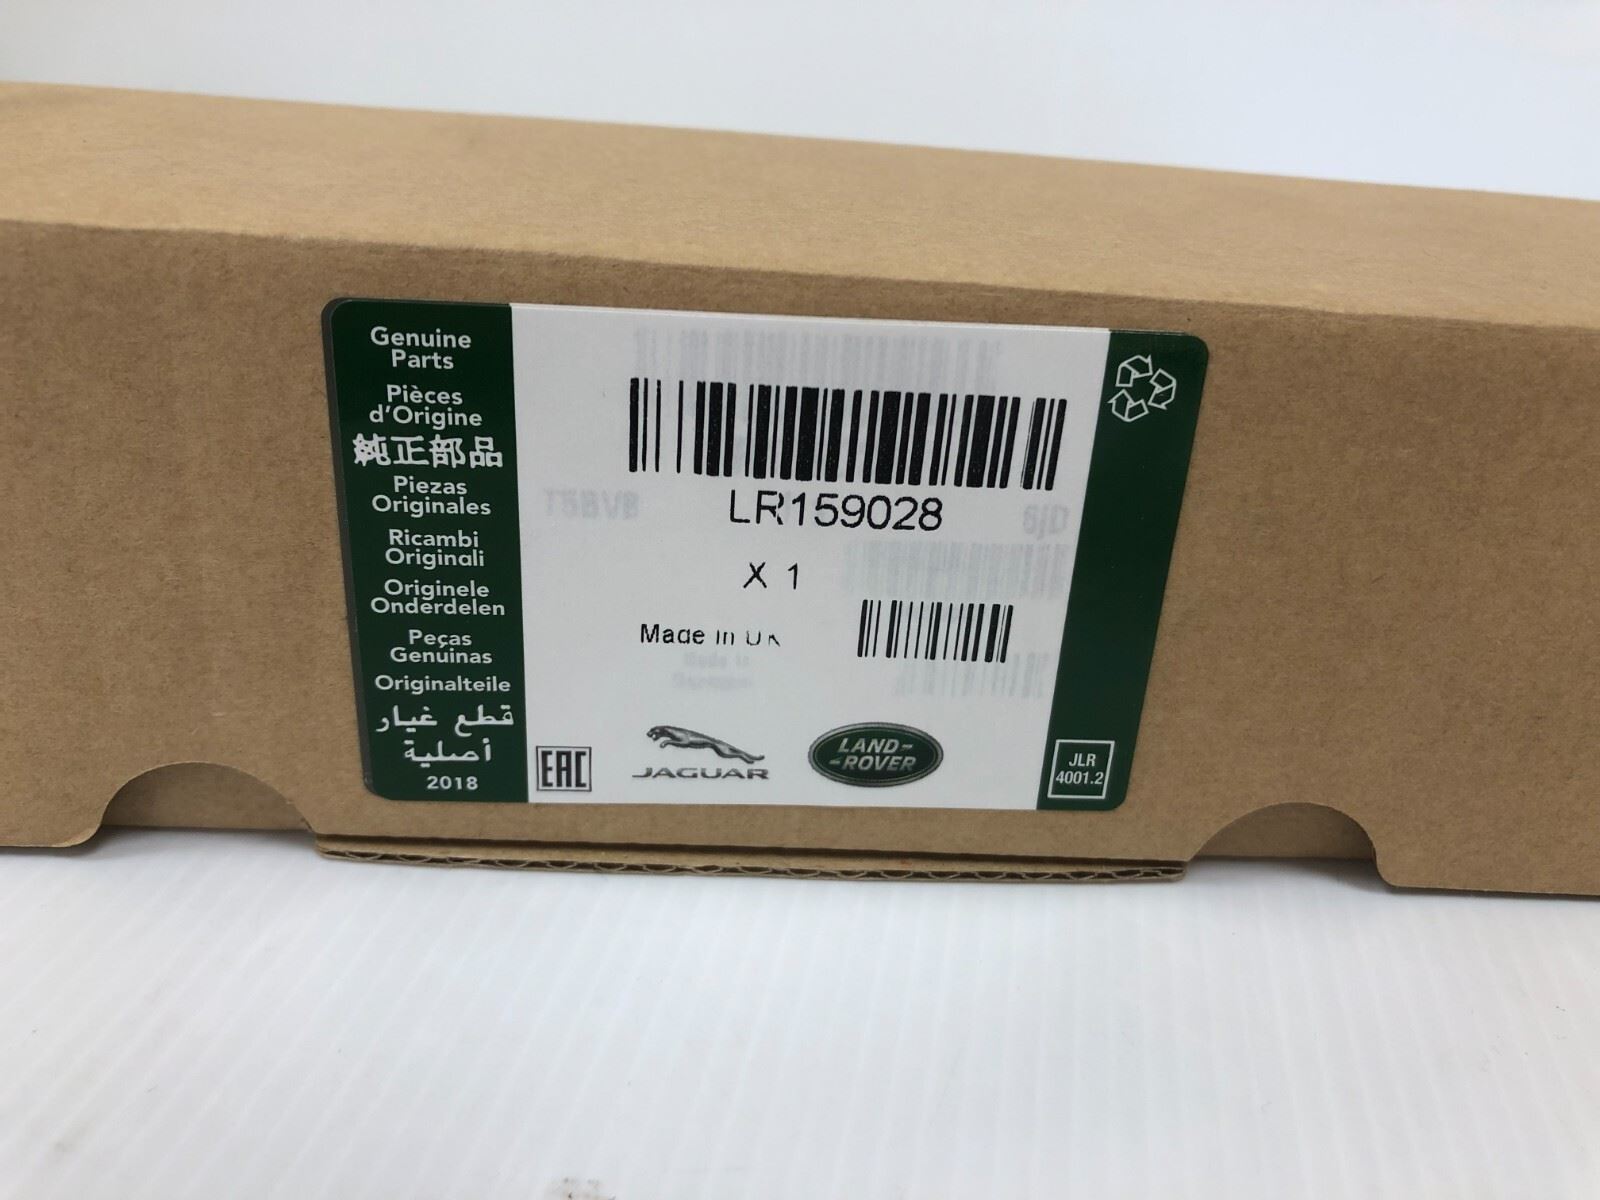 Genuine
Parts
Pièces
d'Origine
純正部品
Piezas
Originales
Ricambi
Originali
Originele
Onderdelen
Peças
Genuinas
Originalteile
قطع غيار
أصلية
2018
LR159028
X 1
Made in UK
EAC
JAGUAR
LAND-
-ROVER
JLR
4001.2